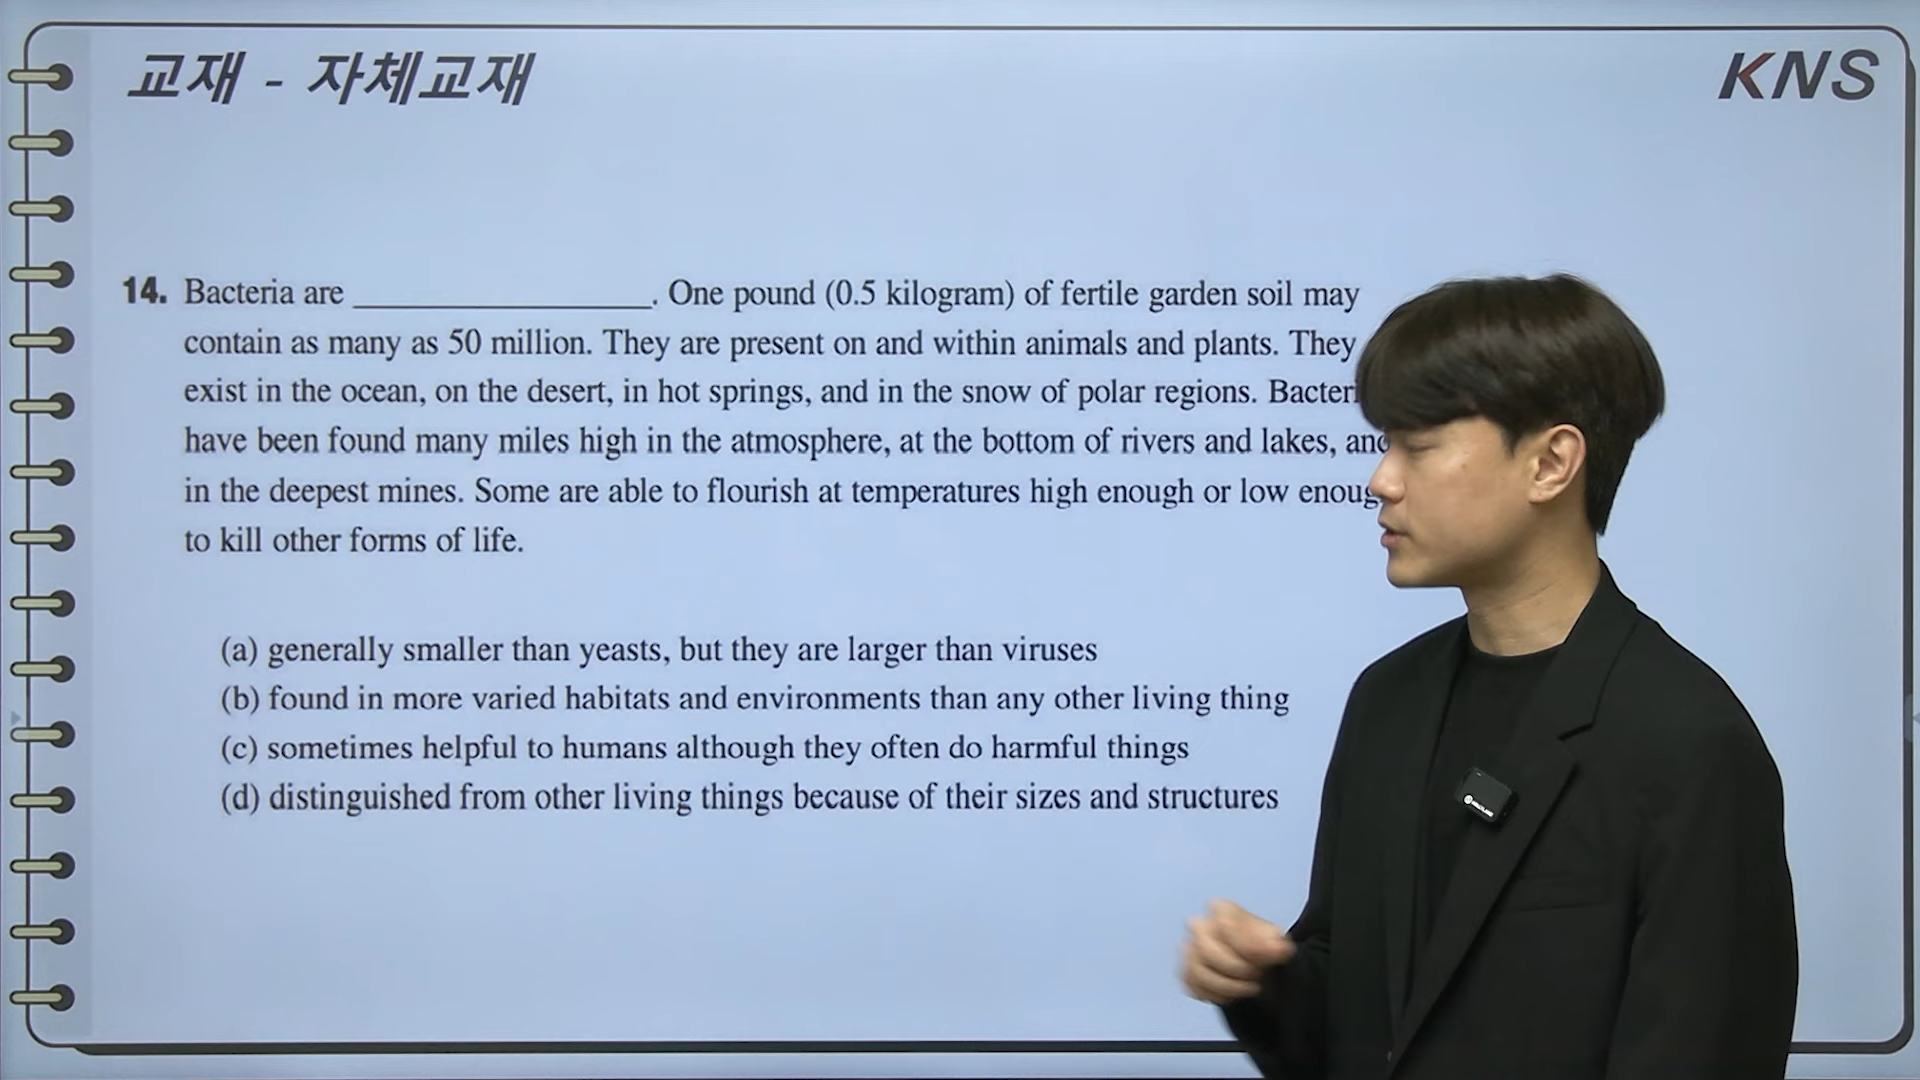 교재 - 자체교재
KNS
14. Bacteria are ____________________. One pound (0.5 kilogram) of fertile garden soil may
contain as many as 50 million. They are present on and within animals and plants. They
exist in the ocean, on the desert, in hot springs, and in the snow of polar regions. Bacteri
have been found many miles high in the atmosphere, at the bottom of rivers and lakes, and
in the deepest mines. Some are able to flourish at temperatures high enough or low enoug
to kill other forms of life.
(a) generally smaller than yeasts, but they are larger than viruses
(b) found in more varied habitats and environments than any other living thing
(c) sometimes helpful to humans although they often do harmful things
(d) distinguished from other living things because of their sizes and structures